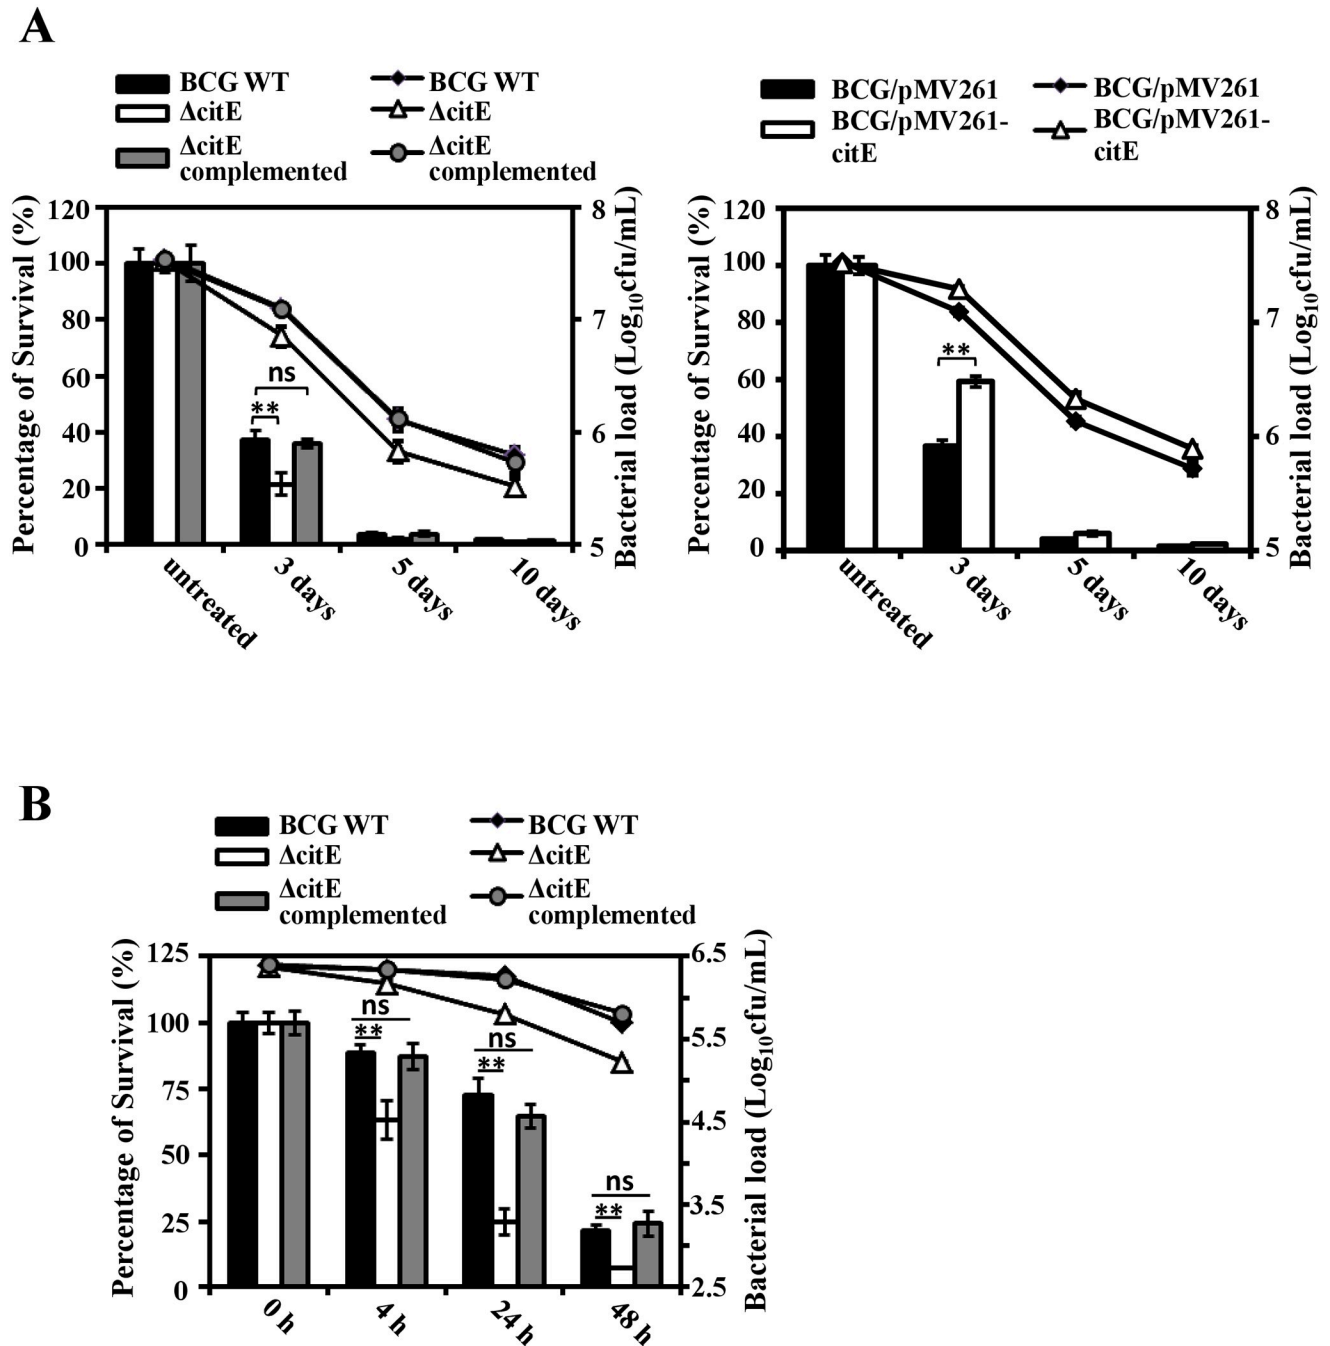 A
BCG WT
ΔcitE
ΔcitE
complemented
BCG WT
ΔcitE
ΔcitE
complemented
Percentage of Survival (%)
120
100
80
60
40
20
0
ns
**
8
7
6
5
Bacterial load (Log10cfu/mL)
untreated
3 days
5 days
10 days
BCG/pMV261
BCG/pMV261-
citE
BCG/pMV261
BCG/pMV261-
citE
Percentage of Survival (%)
120
100
80
60
40
20
0
**
8
7
6
5
Bacterial load (Log10cfu/mL)
untreated
3 days
5 days
10 days
B
BCG WT
ΔcitE
ΔcitE
complemented
BCG WT
ΔcitE
ΔcitE
complemented
Percentage of Survival (%)
125
100
75
50
25
0
ns
**
ns
**
ns
**
6.5
5.5
4.5
3.5
2.5
Bacterial load (Log10cfu/mL)
0 h
4 h
24 h
48 h